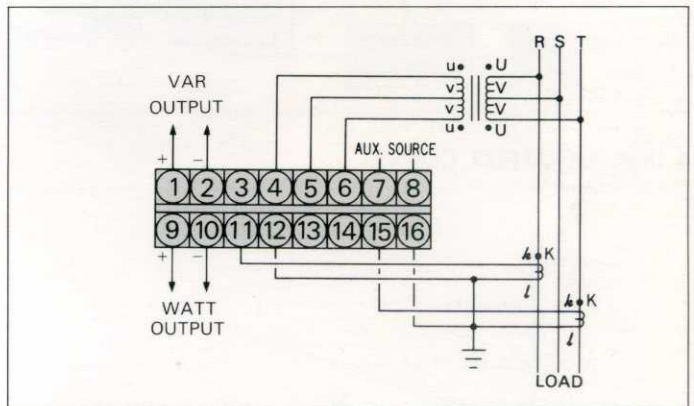 R S T
u U
VAR
v V
OUTPUT
v V
u U
AUX. SOURCE
+ −
1 2 3 4 5 6 7 8
9 10 11 12 13 14 15 16
+ −
k K
l
WATT
OUTPUT
k K
l
LOAD